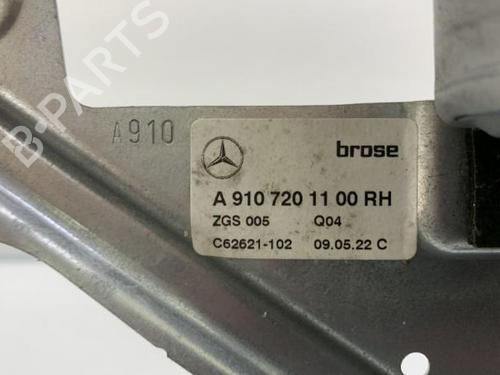 B-PARTS
A910
brose
A 910 720 11 00 RH
ZGS 005 Q04
C62621-102 09.05.22 C